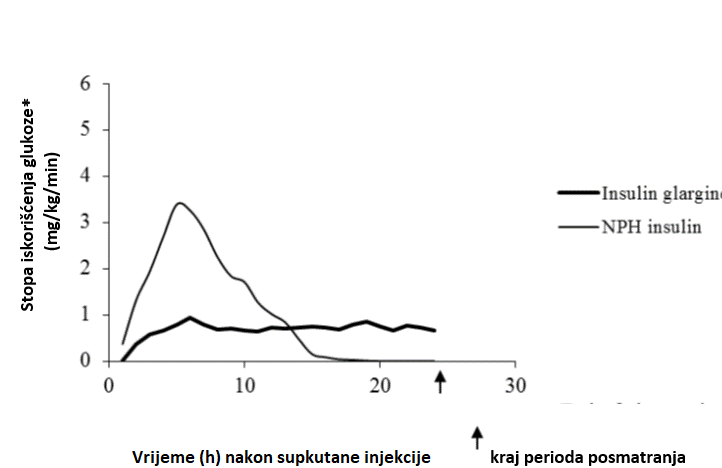 6
5
4
3
2
1
0
0 10 20 30
Stopa iskorišćenja glukoze*
(mg/kg/min)
Insulin glargine
NPH insulin
Vrijeme (h) nakon supkutane injekcije
kraj perioda posmatranja